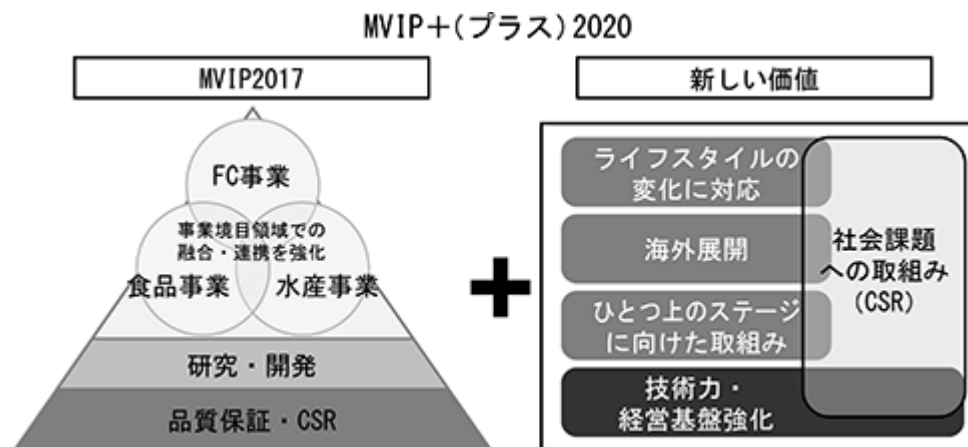 MVIP＋(プラス)2020
MVIP2017
FC事業
事業境目領域での
融合・連携を強化
食品事業
水産事業
研究・開発
品質保証・CSR
新しい価値
ライフスタイルの
変化に対応
海外展開
ひとつ上のステージ
に向けた取組み
技術力・
経営基盤強化
社会課題
への取組み
(CSR)